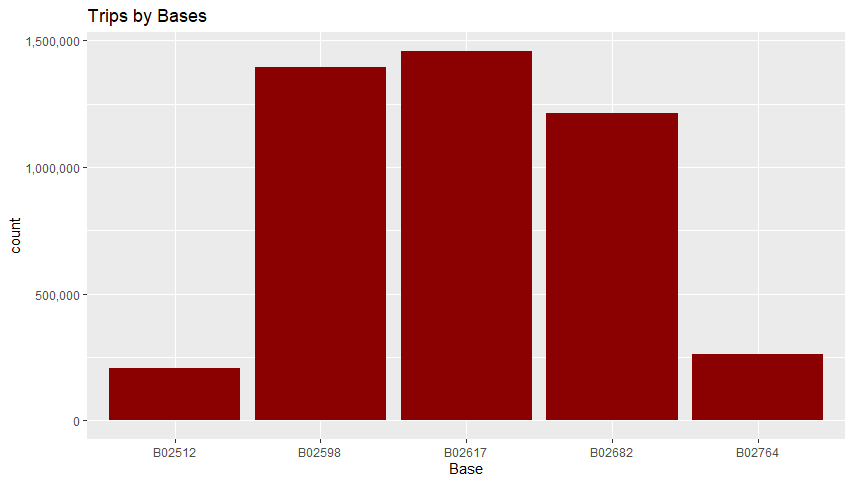 Trips by Bases
1,500,000
1,000,000
500,000
0
count
B02512 B02598 B02617 B02682 B02764
Base